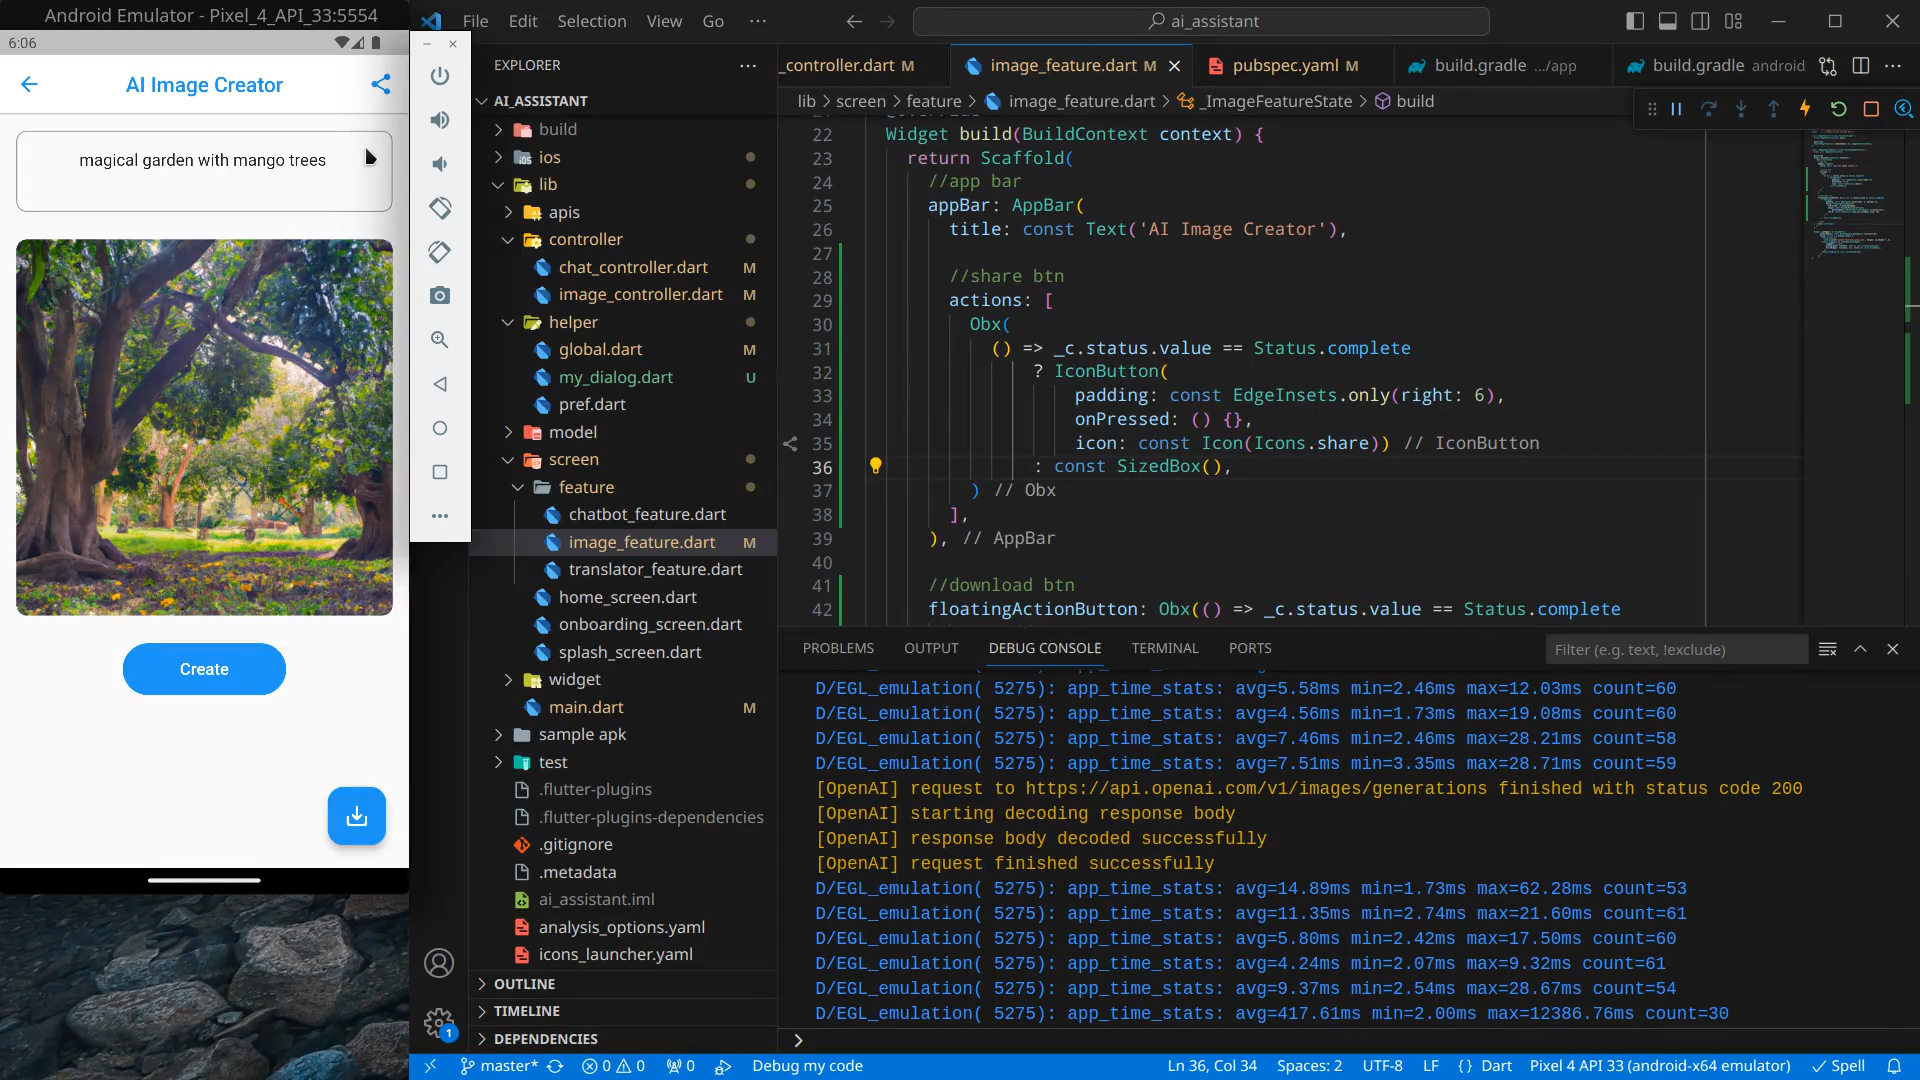 Android Emulator - Pixel_4_API_33:5554
6:06
AI Image Creator
magical garden with mango trees
Create
File Edit Selection View Go ···
ai_assistant
EXPLORER
AI_ASSISTANT
build
ios
lib
apis
controller
chat_controller.dart M
image_controller.dart M
helper
global.dart M
my_dialog.dart U
pref.dart
model
screen
feature
chatbot_feature.dart
image_feature.dart M
translator_feature.dart
home_screen.dart
onboarding_screen.dart
splash_screen.dart
widget
main.dart M
sample apk
test
.flutter-plugins
.flutter-plugins-dependencies
.gitignore
.metadata
ai_assistant.iml
analysis_options.yaml
icons_launcher.yaml
OUTLINE
TIMELINE
DEPENDENCIES
_controller.dart M image_feature.dart M pubspec.yaml M build.gradle .../app build.gradle android
lib > screen > feature > image_feature.dart > _ImageFeatureState > build
22 Widget build(BuildContext context) {
23 return Scaffold(
24 //app bar
25 appBar: AppBar(
26 title: const Text('AI Image Creator'),
27
28 //share btn
29 actions: [
30 Obx(
31 () => _c.status.value == Status.complete
32 ? IconButton(
33 padding: const EdgeInsets.only(right: 6),
34 onPressed: () {},
35 icon: const Icon(Icons.share)) // IconButton
36 : const SizedBox(),
37 ) // Obx
38 ],
39 ), // AppBar
40
41 //download btn
42 floatingActionButton: Obx(() => _c.status.value == Status.complete
PROBLEMS OUTPUT DEBUG CONSOLE TERMINAL PORTS Filter (e.g. text, !exclude)
D/EGL_emulation( 5275): app_time_stats: avg=5.58ms min=2.46ms max=12.03ms count=60
D/EGL_emulation( 5275): app_time_stats: avg=4.56ms min=1.73ms max=19.08ms count=60
D/EGL_emulation( 5275): app_time_stats: avg=7.46ms min=2.46ms max=28.21ms count=58
D/EGL_emulation( 5275): app_time_stats: avg=7.51ms min=3.35ms max=28.71ms count=59
[OpenAI] request to https://api.openai.com/v1/images/generations finished with status code 200
[OpenAI] starting decoding response body
[OpenAI] response body decoded successfully
[OpenAI] request finished successfully
D/EGL_emulation( 5275): app_time_stats: avg=14.89ms min=1.73ms max=62.28ms count=53
D/EGL_emulation( 5275): app_time_stats: avg=11.35ms min=2.74ms max=21.60ms count=61
D/EGL_emulation( 5275): app_time_stats: avg=5.80ms min=2.42ms max=17.50ms count=60
D/EGL_emulation( 5275): app_time_stats: avg=4.24ms min=2.07ms max=9.32ms count=61
D/EGL_emulation( 5275): app_time_stats: avg=9.37ms min=2.54ms max=28.67ms count=54
D/EGL_emulation( 5275): app_time_stats: avg=417.61ms min=2.00ms max=12386.76ms count=30
1
master* 0 0 0 Debug my code Ln 36, Col 34 Spaces: 2 UTF-8 LF {} Dart Pixel 4 API 33 (android-x64 emulator) Spell